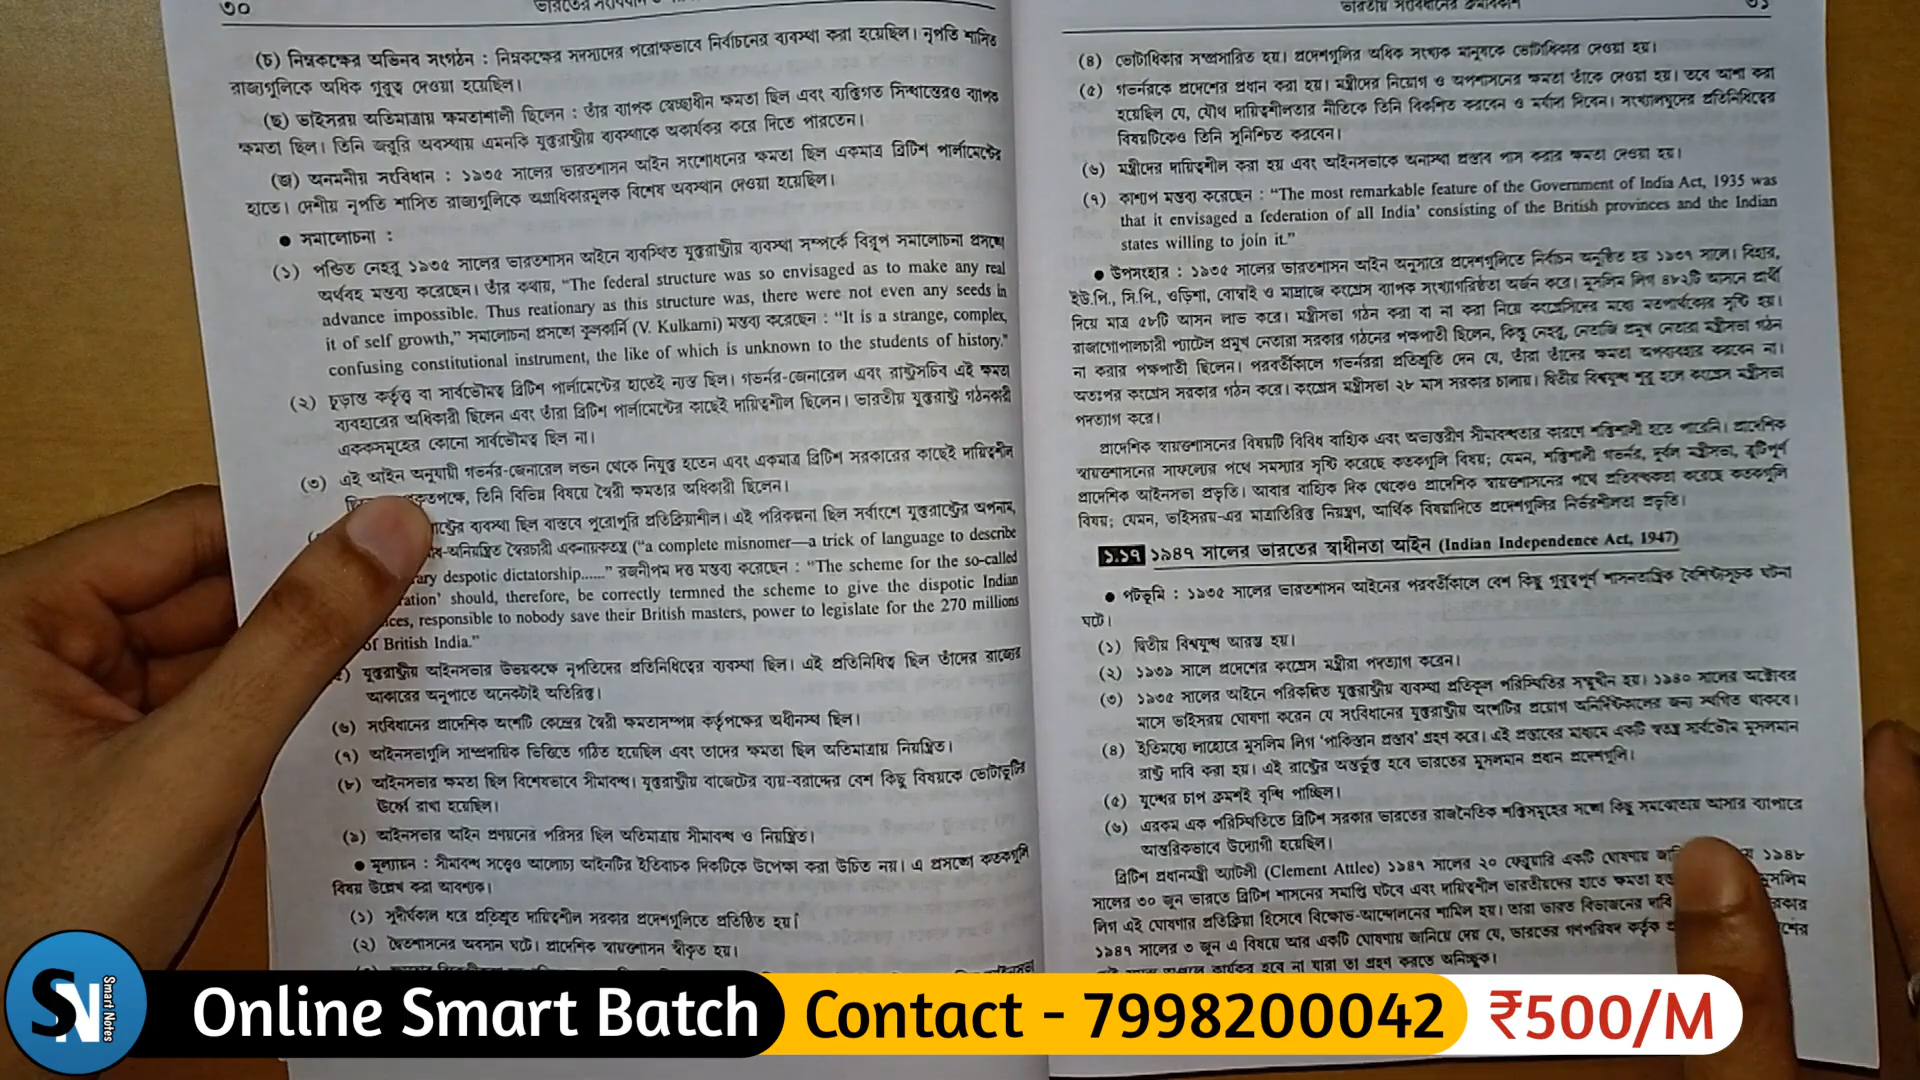 ৩০
(চ) নিম্নকক্ষের অভিনব সংগঠন : নিম্নকক্ষের সদস্যদের পরোক্ষভাবে নির্বাচনের ব্যবস্থা করা হয়েছিল। নৃপতি শাসিত
রাজ্যগুলিকে অধিক গুরুত্ব দেওয়া হয়েছিল।
(ছ) ভাইসরয় অতিমাত্রায় ক্ষমতাশালী ছিলেন : তাঁর ব্যাপক স্বেচ্ছাধীন ক্ষমতা ছিল এবং ব্যক্তিগত সিদ্ধান্তেরও ব্যাপক
ক্ষমতা ছিল। তিনি জরুরি অবস্থায় এমনকি যুক্তরাষ্ট্রীয় ব্যবস্থাকে অকার্যকর করে দিতে পারতেন।
(জ) অনমনীয় সংবিধান : ১৯৩৫ সালের ভারতশাসন আইন সংশোধনের ক্ষমতা ছিল একমাত্র ব্রিটিশ পার্লামেন্টের
হাতে। দেশীয় নৃপতি শাসিত রাজ্যগুলিকে অগ্রাধিকারমূলক বিশেষ অবস্থান দেওয়া হয়েছিল।
● সমালোচনা :
(১) পন্ডিত নেহরু ১৯৩৫ সালের ভারতশাসন আইনে ব্যবস্থিত যুক্তরাষ্ট্রীয় ব্যবস্থা সম্পর্কে বিরূপ সমালোচনা প্রসঙ্গে
অর্থবহ মন্তব্য করেছেন। তাঁর কথায়, “The federal structure was so envisaged as to make any real
advance impossible. Thus reationary as this structure was, there were not even any seeds in
it of self growth,” সমালোচনা প্রসঙ্গে কুলকার্নি (V. Kulkarni) মন্তব্য করেছেন : “It is a strange, complex,
confusing constitutional instrument, the like of which is unknown to the students of history.”
(২) চূড়ান্ত কর্তৃত্ব বা সার্বভৌমত্ব ব্রিটিশ পার্লামেন্টের হাতেই ন্যস্ত ছিল। গভর্নর-জেনারেল এবং রাষ্ট্রসচিব এই ক্ষমতা
ব্যবহারের অধিকারী ছিলেন এবং তাঁরা ব্রিটিশ পার্লামেন্টের কাছেই দায়িত্বশীল ছিলেন। ভারতীয় যুক্তরাষ্ট্র গঠনকারী
এককসমূহের কোনো সার্বভৌমত্ব ছিল না।
(৩) এই আইন অনুযায়ী গভর্নর-জেনারেল লন্ডন থেকে নিযুক্ত হতেন এবং একমাত্র ব্রিটিশ সরকারের কাছেই দায়িত্বশীল
তিনি বিভিন্ন বিষয়ে স্বৈরী ক্ষমতার অধিকারী ছিলেন।
ব্যবস্থা ছিল বাস্তবে পুরোপুরি প্রতিক্রিয়াশীল। এই পরিকল্পনা ছিল সর্বাংশে যুক্তরাষ্ট্রের অপনাম,
স্বৈরচারী একনায়কতন্ত্র (“a complete misnomer—a trick of language to describe
despotic dictatorship......” রজনীপম দত্ত মন্তব্য করেছেন : “The scheme for the so-called
should, therefore, be correctly termned the scheme to give the dispotic Indian
responsible to nobody save their British masters, power to legislate for the 270 millions
of British India.”
যুক্তরাষ্ট্রীয় আইনসভার উভয়কক্ষে নৃপতিদের প্রতিনিধিত্বের ব্যবস্থা ছিল। এই প্রতিনিধিত্ব ছিল তাঁদের রাজ্যের
আকারের অনুপাতে অনেকটাই অতিরিক্ত।
(৬) সংবিধানের প্রাদেশিক অংশটি কেন্দ্রের স্বৈরী ক্ষমতাসম্পন্ন কর্তৃপক্ষের অধীনস্থ ছিল।
(৭) আইনসভাগুলি সাম্প্রদায়িক ভিত্তিতে গঠিত হয়েছিল এবং তাদের ক্ষমতা ছিল অতিমাত্রায় নিয়ন্ত্রিত।
(৮) আইনসভার ক্ষমতা ছিল বিশেষভাবে সীমাবদ্ধ। যুক্তরাষ্ট্রীয় বাজেটের ব্যয়-বরাদ্দের বেশ কিছু বিষয়কে ভোটাভুটির
ঊর্ধ্বে রাখা হয়েছিল।
(৯) আইনসভার আইন প্রণয়নের পরিসর ছিল অতিমাত্রায় সীমাবদ্ধ ও নিয়ন্ত্রিত।
● মূল্যায়ন : সীমাবদ্ধ সত্ত্বেও আলোচ্য আইনটির ইতিবাচক দিকটিকে উপেক্ষা করা উচিত নয়। এ প্রসঙ্গে কতকগুলি
বিষয় উল্লেখ করা আবশ্যক।
(১) সুদীর্ঘকাল ধরে প্রতিশ্রুত দায়িত্বশীল সরকার প্রদেশগুলিতে প্রতিষ্ঠিত হয়।
(২) দ্বৈতশাসনের অবসান ঘটে। প্রাদেশিক স্বায়ত্তশাসন স্বীকৃত হয়।
ভারতীয় সংবিধানের ক্রমবিকাশ
৩১
(৪) ভোটাধিকার সম্প্রসারিত হয়। প্রদেশগুলির অধিক সংখ্যক মানুষকে ভোটাধিকার দেওয়া হয়।
(৫) গভর্নরকে প্রদেশের প্রধান করা হয়। মন্ত্রীদের নিয়োগ ও অপশাসনের ক্ষমতা তাঁকে দেওয়া হয়। তবে আশা করা
হয়েছিল যে, যৌথ দায়িত্বশীলতার নীতিকে তিনি বিকশিত করবেন ও মর্যাদা দিবেন। সংখ্যালঘুদের প্রতিনিধিত্বের
বিষয়টিকেও তিনি সুনিশ্চিত করবেন।
(৬) মন্ত্রীদের দায়িত্বশীল করা হয় এবং আইনসভাকে অনাস্থা প্রস্তাব পাস করার ক্ষমতা দেওয়া হয়।
(৭) কাশ্যপ মন্তব্য করেছেন : “The most remarkable feature of the Government of India Act, 1935 was
that it envisaged a federation of all India’ consisting of the British provinces and the Indian
states willing to join it.”
● উপসংহার : ১৯৩৫ সালের ভারতশাসন আইন অনুসারে প্রদেশগুলিতে নির্বাচন অনুষ্ঠিত হয় ১৯৩৭ সালে। বিহার,
ইউ.পি., সি.পি., ওড়িশা, বোম্বাই ও মাদ্রাজে কংগ্রেস ব্যাপক সংখ্যাগরিষ্ঠতা অর্জন করে। মুসলিম লিগ ৪৮২টি আসনে প্রার্থী
দিয়ে মাত্র ৫৮টি আসন লাভ করে। মন্ত্রীসভা গঠন করা বা না করা নিয়ে কংগ্রেসিদের মধ্যে মতপার্থক্যের সৃষ্টি হয়।
রাজাগোপালচারী প্যাটেল প্রমুখ নেতারা সরকার গঠনের পক্ষপাতী ছিলেন, কিন্তু নেহরু, নেতাজি প্রমুখ নেতারা মন্ত্রীসভা গঠন
না করার পক্ষপাতী ছিলেন। পরবর্তীকালে গভর্নররা প্রতিশ্রুতি দেন যে, তাঁরা তাঁদের ক্ষমতা অপব্যবহার করবেন না।
অতঃপর কংগ্রেস সরকার গঠন করে। কংগ্রেস মন্ত্রীসভা ২৮ মাস সরকার চালায়। দ্বিতীয় বিশ্বযুদ্ধ শুরু হলে কংগ্রেস মন্ত্রীসভা
পদত্যাগ করে।
প্রাদেশিক স্বায়ত্তশাসনের বিষয়টি বিবিধ বাহ্যিক এবং অভ্যন্তরীণ সীমাবদ্ধতার কারণে শক্তিশালী হতে পারেনি। প্রাদেশিক
স্বায়ত্তশাসনের সাফল্যের পথে সমস্যার সৃষ্টি করেছে কতকগুলি বিষয়; যেমন, শক্তিশালী গভর্নর, দুর্বল মন্ত্রীসভা, ত্রুটিপূর্ণ
প্রাদেশিক আইনসভা প্রভৃতি। আবার বাহ্যিক দিক থেকেও প্রাদেশিক স্বায়ত্তশাসনের পথে প্রতিবন্ধকতা করেছে কতকগুলি
বিষয়; যেমন, ভাইসরয়-এর মাত্রাতিরিক্ত নিয়ন্ত্রণ, আর্থিক বিষয়াদিতে প্রদেশগুলির নির্ভরশীলতা প্রভৃতি।
১.১৭ ১৯৪৭ সালের ভারতের স্বাধীনতা আইন (Indian Independence Act, 1947)
● পটভূমি : ১৯৩৫ সালের ভারতশাসন আইনের পরবর্তীকালে বেশ কিছু গুরুত্বপূর্ণ শাসনতান্ত্রিক বৈশিষ্ট্যসূচক ঘটনা
ঘটে।
(১) দ্বিতীয় বিশ্বযুদ্ধ আরম্ভ হয়।
(২) ১৯৩৯ সালে প্রদেশের কংগ্রেস মন্ত্রীরা পদত্যাগ করেন।
(৩) ১৯৩৫ সালের আইনে পরিকল্পিত যুক্তরাষ্ট্রীয় ব্যবস্থা প্রতিকূল পরিস্থিতির সম্মুখীন হয়। ১৯৪০ সালের অক্টোবর
মাসে ভাইসরয় ঘোষণা করেন যে সংবিধানের যুক্তরাষ্ট্রীয় অংশটির প্রয়োগ অনির্দিষ্টকালের জন্য স্থগিত থাকবে।
(৪) ইতিমধ্যে লাহোরে মুসলিম লিগ ‘পাকিস্তান প্রস্তাব’ গ্রহণ করে। এই প্রস্তাবের মাধ্যমে একটি স্বতন্ত্র সার্বভৌম মুসলমান
রাষ্ট্র দাবি করা হয়। এই রাষ্ট্রের অন্তর্ভুক্ত হবে ভারতের মুসলমান প্রধান প্রদেশগুলি।
(৫) যুদ্ধের চাপ ক্রমশই বৃদ্ধি পাচ্ছিল।
(৬) এরকম এক পরিস্থিতিতে ব্রিটিশ সরকার ভারতের রাজনৈতিক শক্তিসমূহের সঙ্গে কিছু সমঝোতায় আসার ব্যাপারে
আন্তরিকভাবে উদ্যোগী হয়েছিল।
ব্রিটিশ প্রধানমন্ত্রী অ্যাটলী (Clement Attlee) ১৯৪৭ সালের ২০ ফেব্রুয়ারি একটি ঘোষণায় ১৯৪৮
সালের ৩০ জুন ভারতে ব্রিটিশ শাসনের সমাপ্তি ঘটবে এবং দায়িত্বশীল ভারতীয়দের হাতে ক্ষমতা
লিগ এই ঘোষণার প্রতিক্রিয়া হিসেবে বিক্ষোভ-আন্দোলনের শামিল হয়। তারা ভারত বিভাজনের দাবি
১৯৪৭ সালের ৩ জুন এ বিষয়ে আর একটি ঘোষণায় জানিয়ে দেয় যে, ভারতের গণপরিষদ কর্তৃক
কার্যকর হবে না যারা তা গ্রহণ করতে অনিচ্ছুক।
SN
Smart Notes
Online Smart Batch
Contact - 7998200042
₹500/M